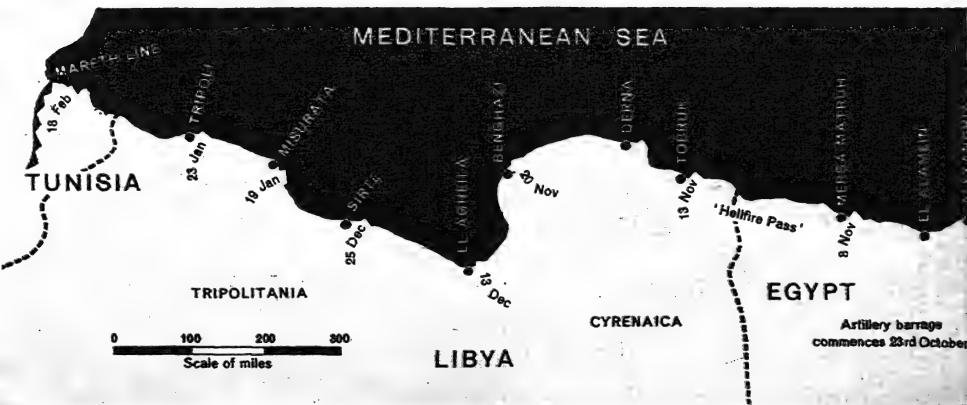 MEDITERRANEAN SEA
MARETH LINE
18 Feb
TRIPOLI
23 Jan
MISURATA
19 Jan
SIRTE
25 Dec
EL AGHEILA
13 Dec
BENGHAZI
20 Nov
DERNA
TOBRUK
13 Nov
'Hellfire Pass'
MERSA MATRUH
8 Nov
EL ALAMEIN
TUNISIA
TRIPOLITANIA
CYRENAICA
LIBYA
EGYPT
Artillery barrage
commences 23rd October
0 100 200 300
Scale of miles